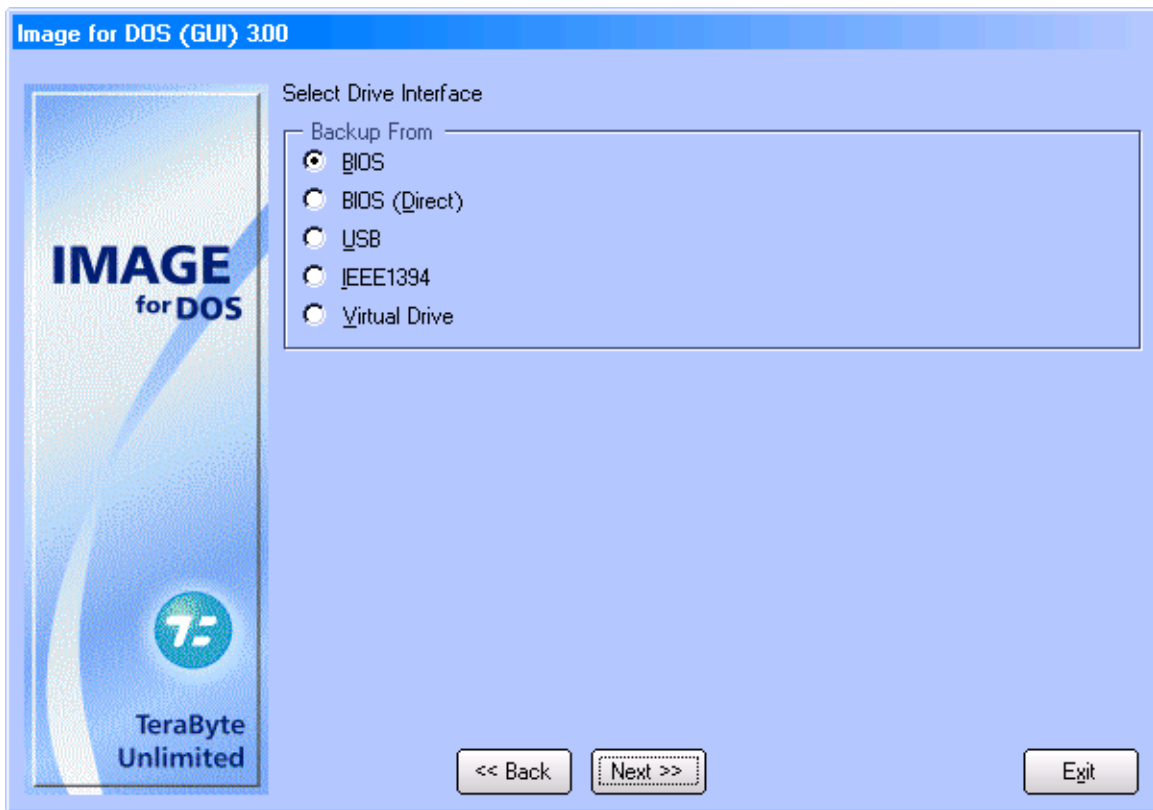 Image for DOS (GUI) 3.00
Select Drive Interface
Backup From
BIOS
BIOS (Direct)
USB
IEEE1394
Virtual Drive
IMAGE
for DOS
TeraByte
Unlimited
<< Back
Next >>
Exit